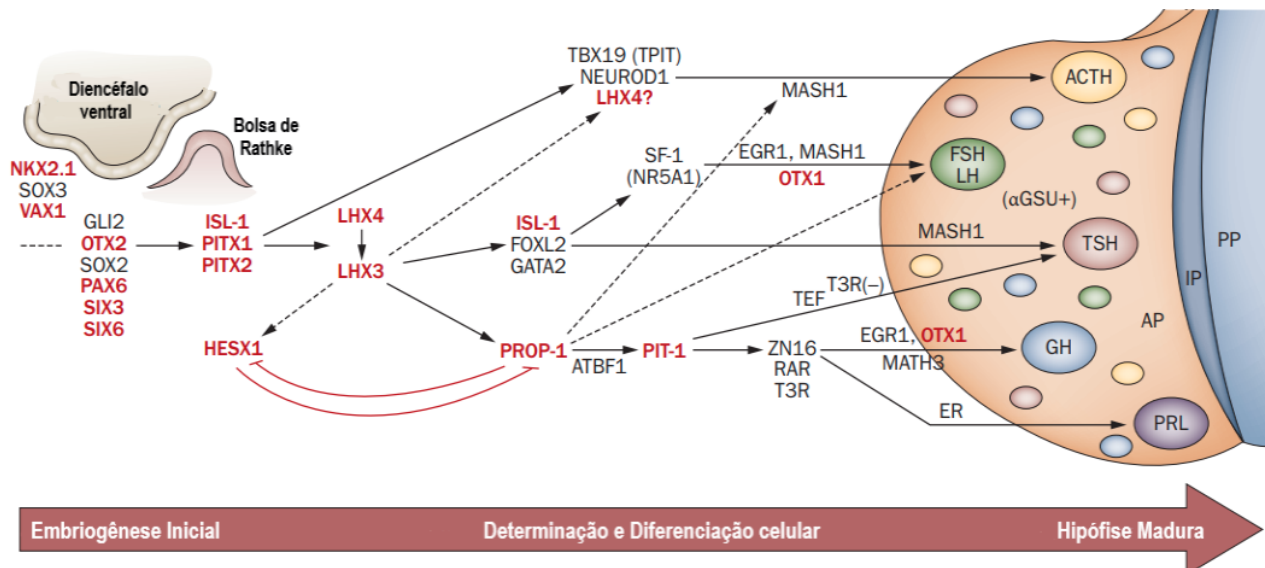 Diencéfalo
ventral
Bolsa de
Rathke
NKX2.1
SOX3
VAX1
GLI2
OTX2
SOX2
PAX6
SIX3
SIX6
ISL-1
PITX1
PITX2
HESX1
LHX4
LHX3
TBX19 (TPIT)
NEUROD1
LHX4?
MASH1
SF-1
(NR5A1)
EGR1, MASH1
OTX1
ISL-1
FOXL2
GATA2
MASH1
T3R(–)
TEF
PROP-1
ATBF1
PIT-1
ZN16
RAR
T3R
EGR1, OTX1
MATH3
ER
ACTH
FSH
LH
(αGSU+)
TSH
GH
PRL
AP
IP
PP
Embriogênese Inicial
Determinação e Diferenciação celular
Hipófise Madura